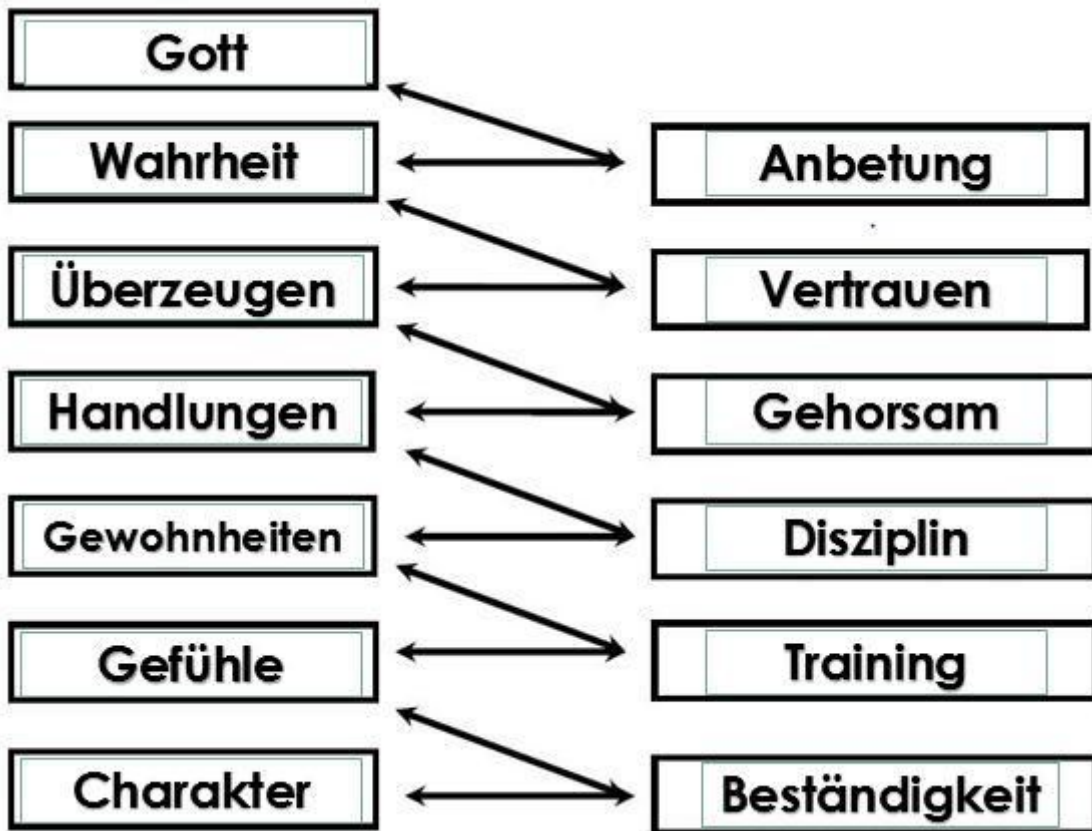 Gott
Wahrheit
Anbetung
Überzeugen
Vertrauen
Handlungen
Gehorsam
Gewohnheiten
Disziplin
Gefühle
Training
Charakter
Beständigkeit